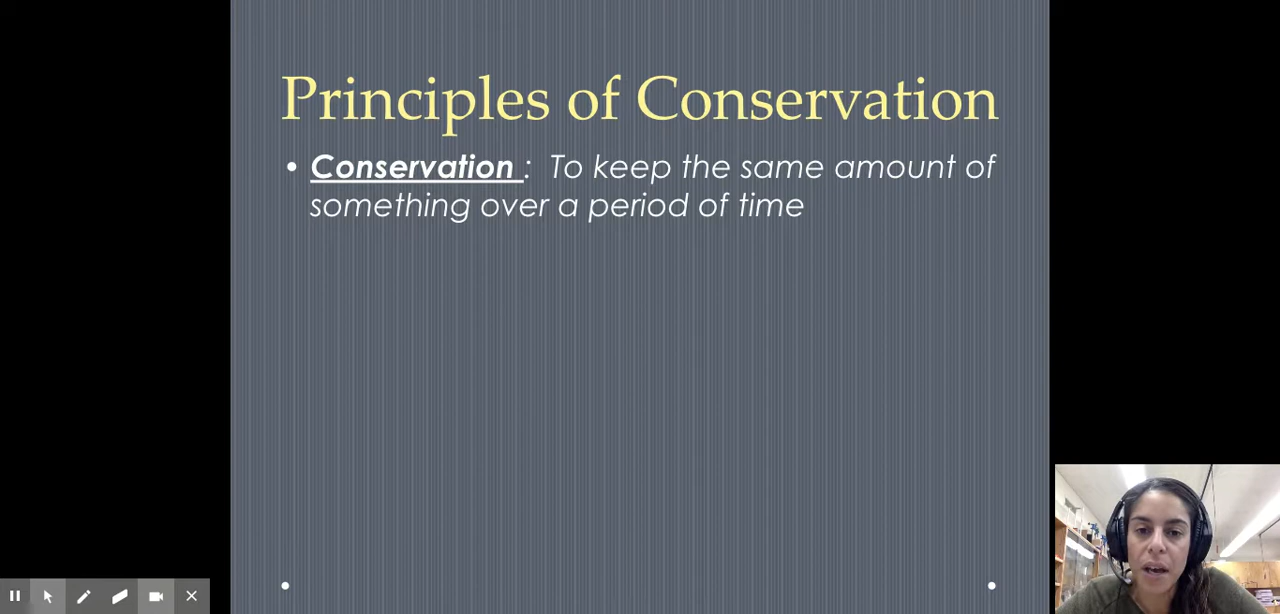 Principles of Conservation
• Conservation : To keep the same amount of
something over a period of time